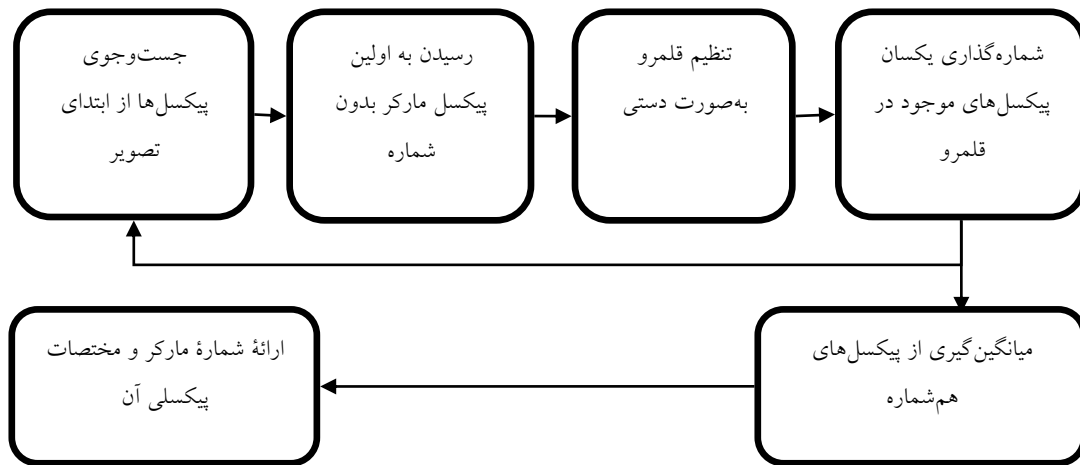 جست‌وجوی
پیکسل‌ها از ابتدای
تصویر
رسیدن به اولین
پیکسل مارکر بدون
شماره
تنظیم قلمرو
به‌صورت دستی
شماره‌گذاری یکسان
پیکسل‌های موجود در
قلمرو
میانگین‌گیری از پیکسل‌های
هم‌شماره
ارائۀ شمارۀ مارکر و مختصات
پیکسلی آن